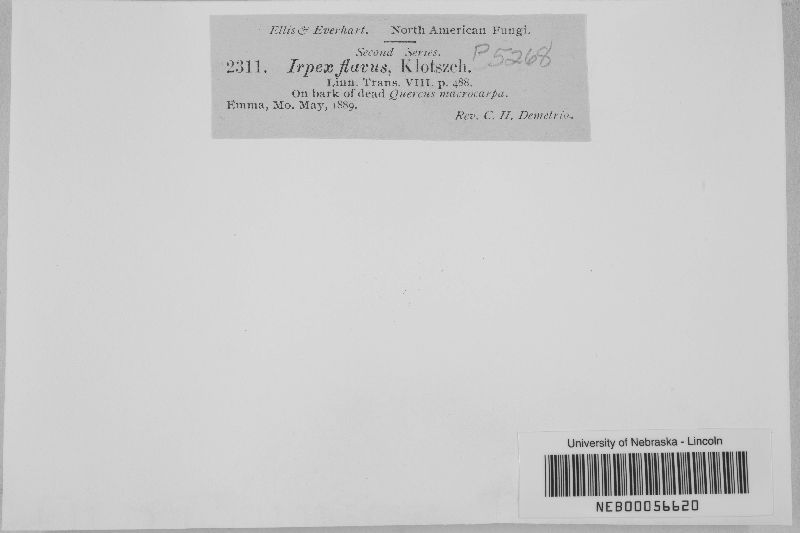 Ellis & Everhart. North American Fungi.
Second Series.
P5268
2311. Irpex flavus, Klotszch.
Linn. Trans. VIII. p. 488.
On bark of dead Quercus macrocarpa.
Emma, Mo. May, 1889.
Rev. C. H. Demetrio.
University of Nebraska - Lincoln
NEB00056620